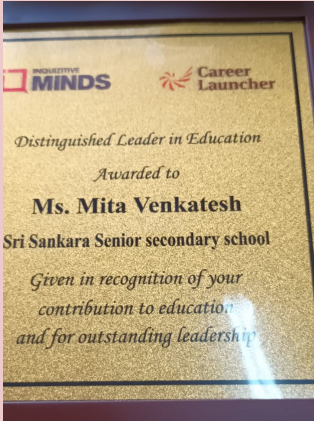 INQUIZITIVE
MINDS
Career
Launcher
Distinguished Leader in Education
Awarded to
Ms. Mita Venkatesh
Sri Sankara Senior secondary school
Given in recognition of your
contribution to education
and for outstanding leadership